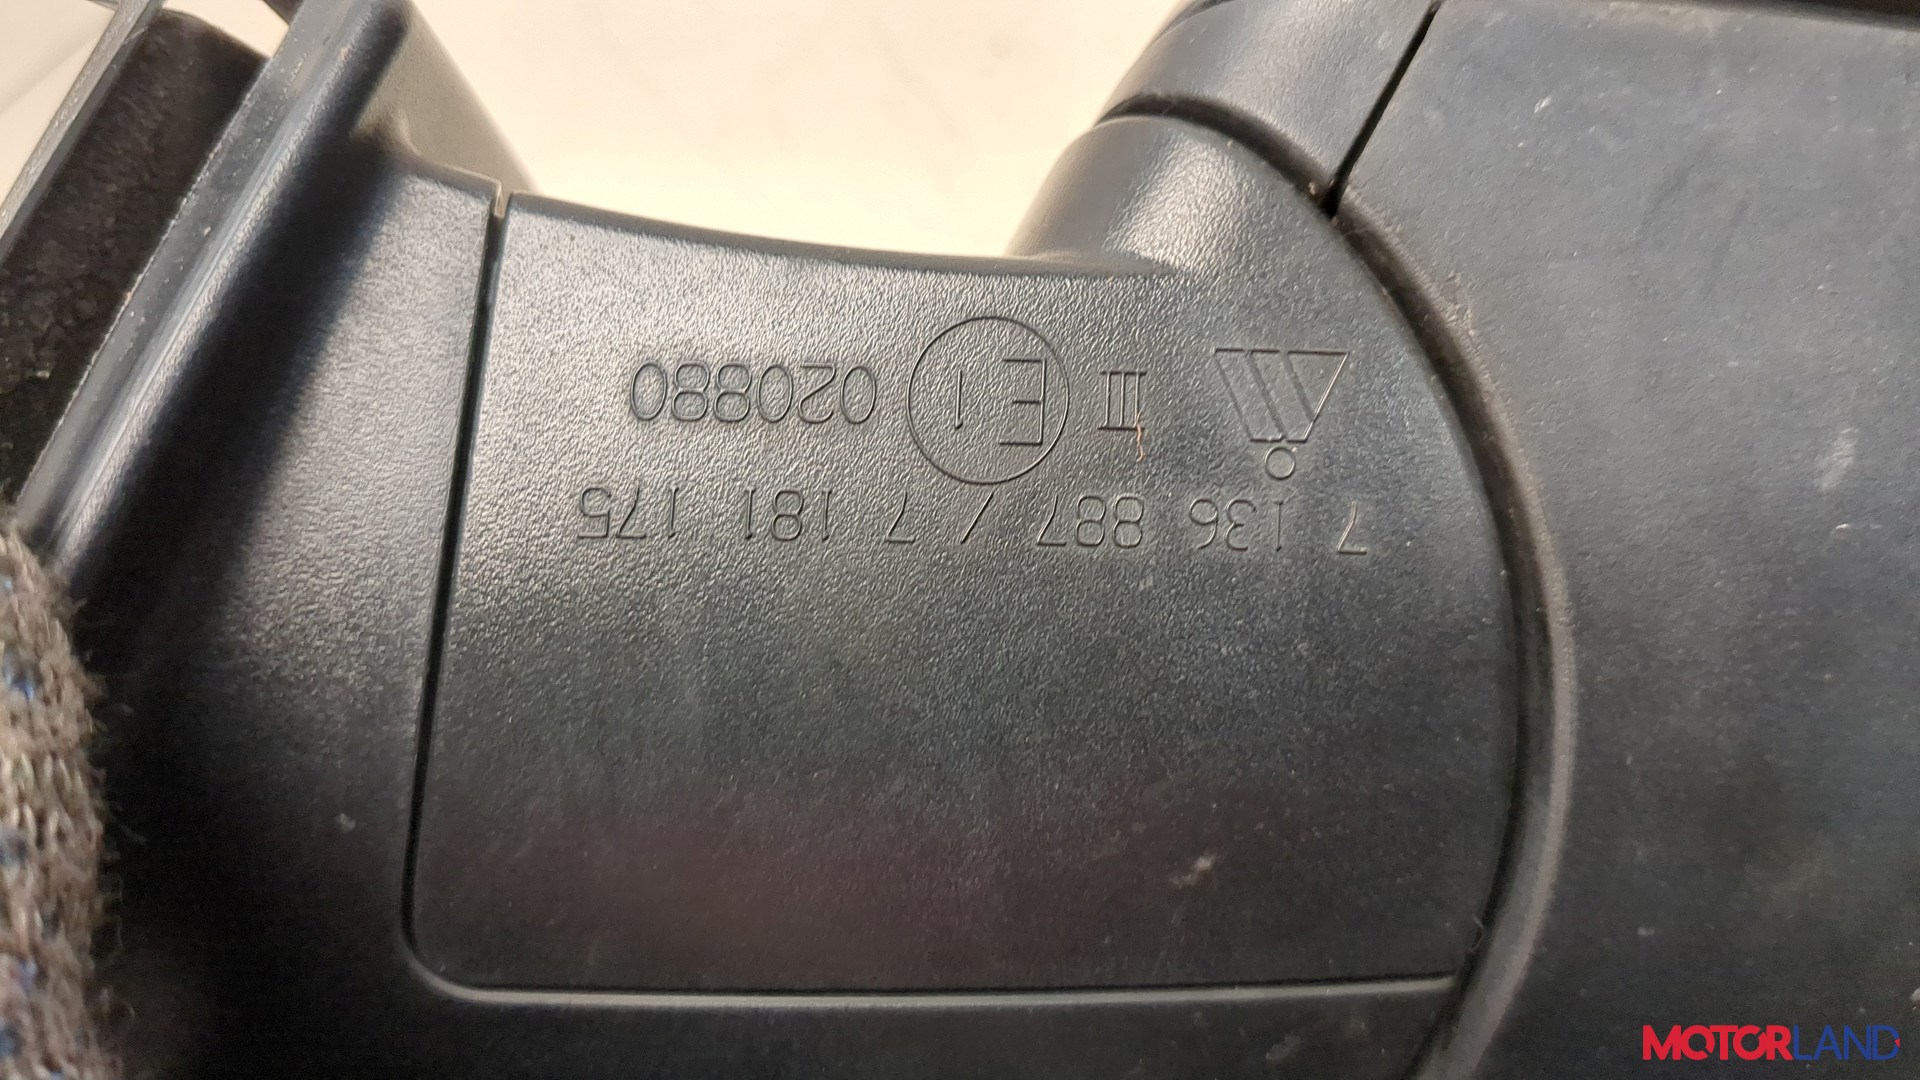 7 136 887 / 7 181 175
III E1 020880
MOTORLAND